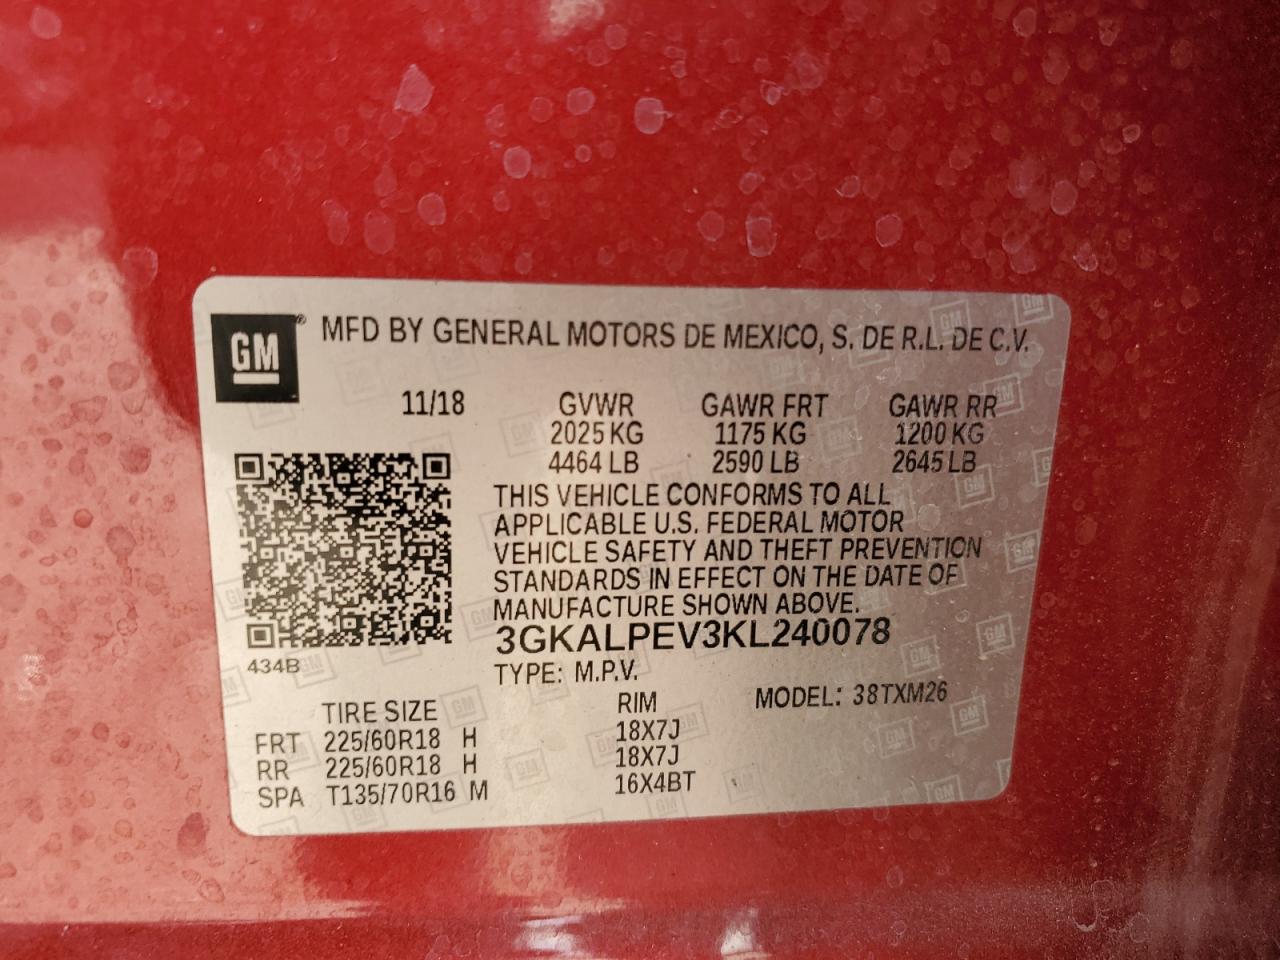 GM® MFD BY GENERAL MOTORS DE MEXICO, S. DE R.L. DE C.V.
11/18 GVWR GAWR FRT GAWR RR
2025 KG 1175 KG 1200 KG
4464 LB 2590 LB 2645 LB
THIS VEHICLE CONFORMS TO ALL
APPLICABLE U.S. FEDERAL MOTOR
VEHICLE SAFETY AND THEFT PREVENTION
STANDARDS IN EFFECT ON THE DATE OF
MANUFACTURE SHOWN ABOVE.
3GKALPEV3KL240078
434B
TYPE: M.P.V.
TIRE SIZE RIM MODEL: 38TXM26
FRT 225/60R18 H 18X7J
RR 225/60R18 H 18X7J
SPA T135/70R16 M 16X4BT